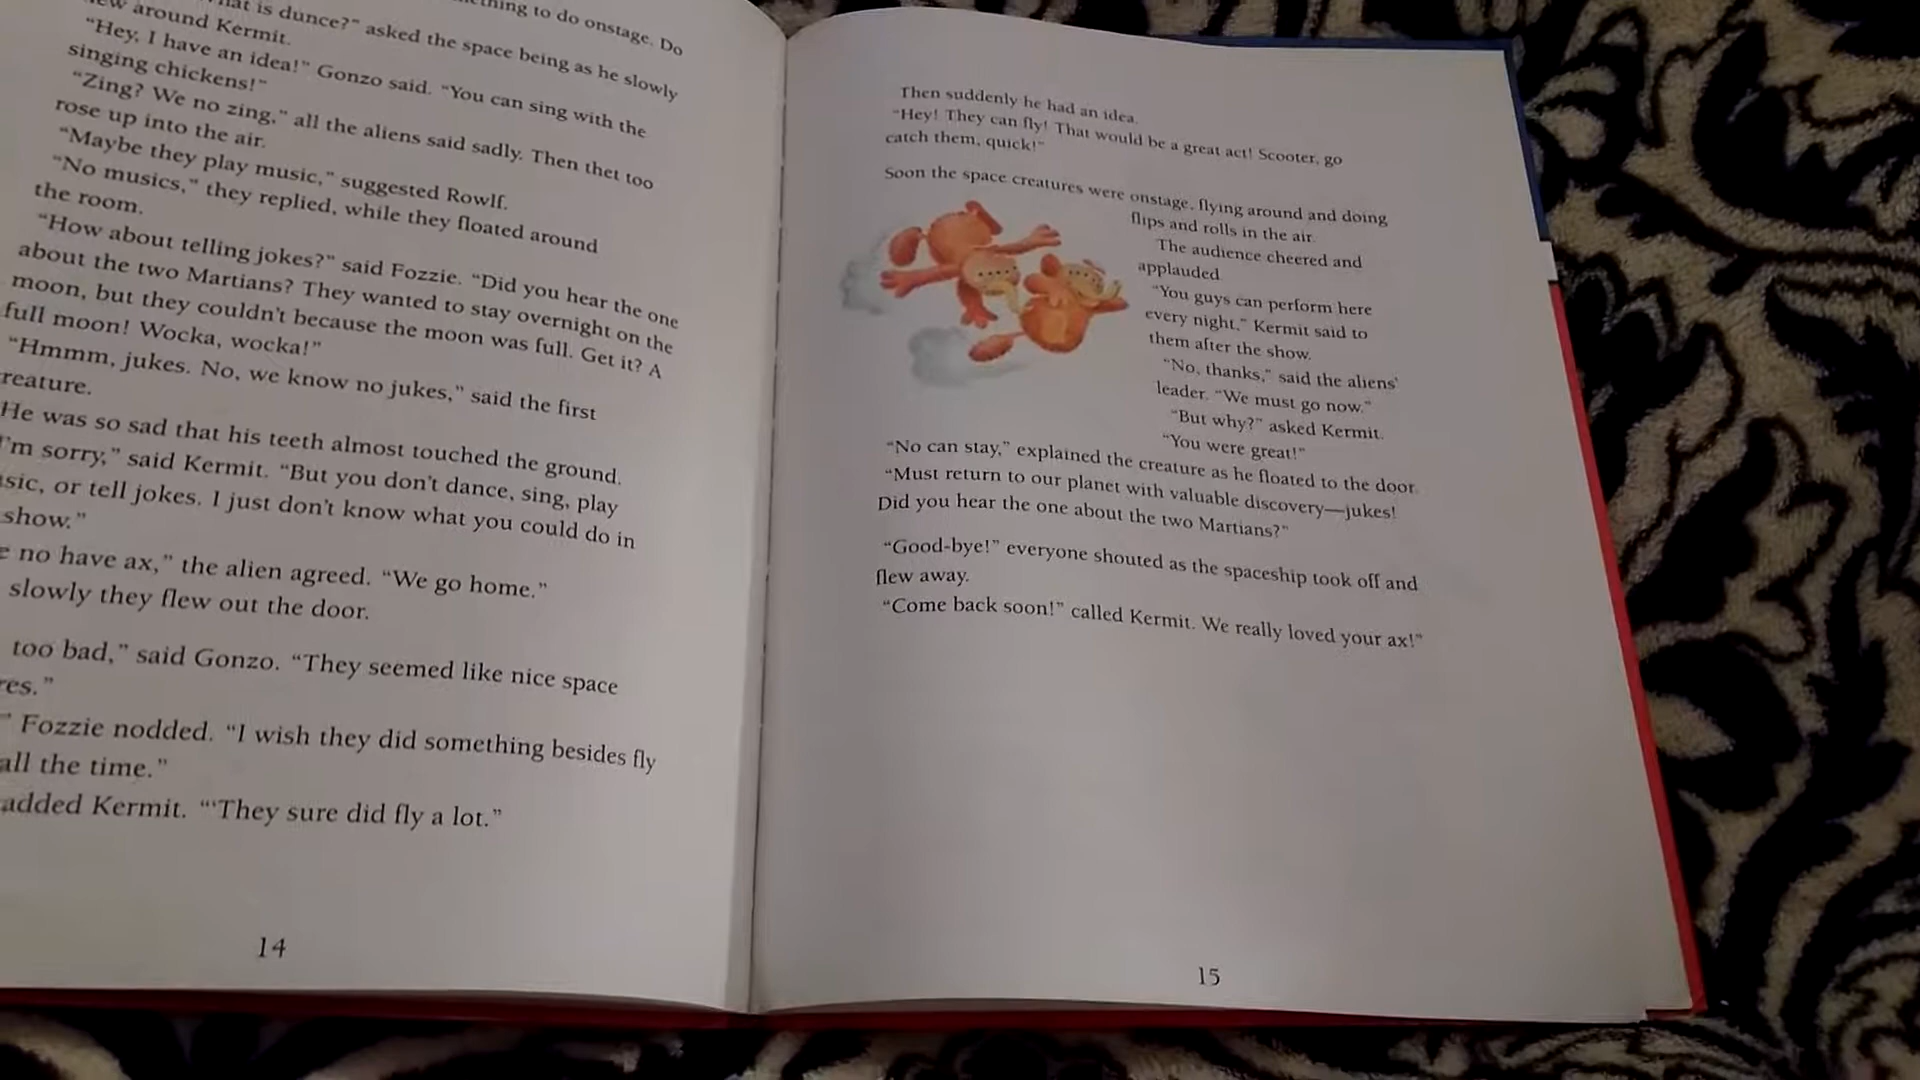 thing to do onstage. Do
hat is dunce?” asked the space being as he slowly
ew around Kermit.
“Hey, I have an idea!” Gonzo said. “You can sing with the
singing chickens!”
“Zing? We no zing,” all the aliens said sadly. Then thet too
rose up into the air.
“Maybe they play music,” suggested Rowlf.
“No musics,” they replied, while they floated around
the room.
“How about telling jokes?” said Fozzie. “Did you hear the one
about the two Martians? They wanted to stay overnight on the
moon, but they couldn't because the moon was full. Get it? A
full moon! Wocka, wocka!”
“Hmmm, jukes. No, we know no jukes,” said the first
reature.
He was so sad that his teeth almost touched the ground.
I'm sorry,” said Kermit. “But you don't dance, sing, play
sic, or tell jokes. I just don't know what you could do in
show.”
e no have ax,” the alien agreed. “We go home.”
slowly they flew out the door.
too bad,” said Gonzo. “They seemed like nice space
res.”
” Fozzie nodded. “I wish they did something besides fly
all the time.”
added Kermit. “‘They sure did fly a lot.”
14
Then suddenly he had an idea.
“Hey! They can fly! That would be a great act! Scooter, go
catch them, quick!”
Soon the space creatures were onstage, flying around and doing
flips and rolls in the air.
The audience cheered and
applauded
“You guys can perform here
every night,” Kermit said to
them after the show.
“No, thanks,” said the aliens'
leader. “We must go now.”
“But why?” asked Kermit.
“You were great!”
“No can stay,” explained the creature as he floated to the door.
“Must return to our planet with valuable discovery—jukes!
Did you hear the one about the two Martians?”
“Good-bye!” everyone shouted as the spaceship took off and
flew away.
“Come back soon!” called Kermit. We really loved your ax!”
15